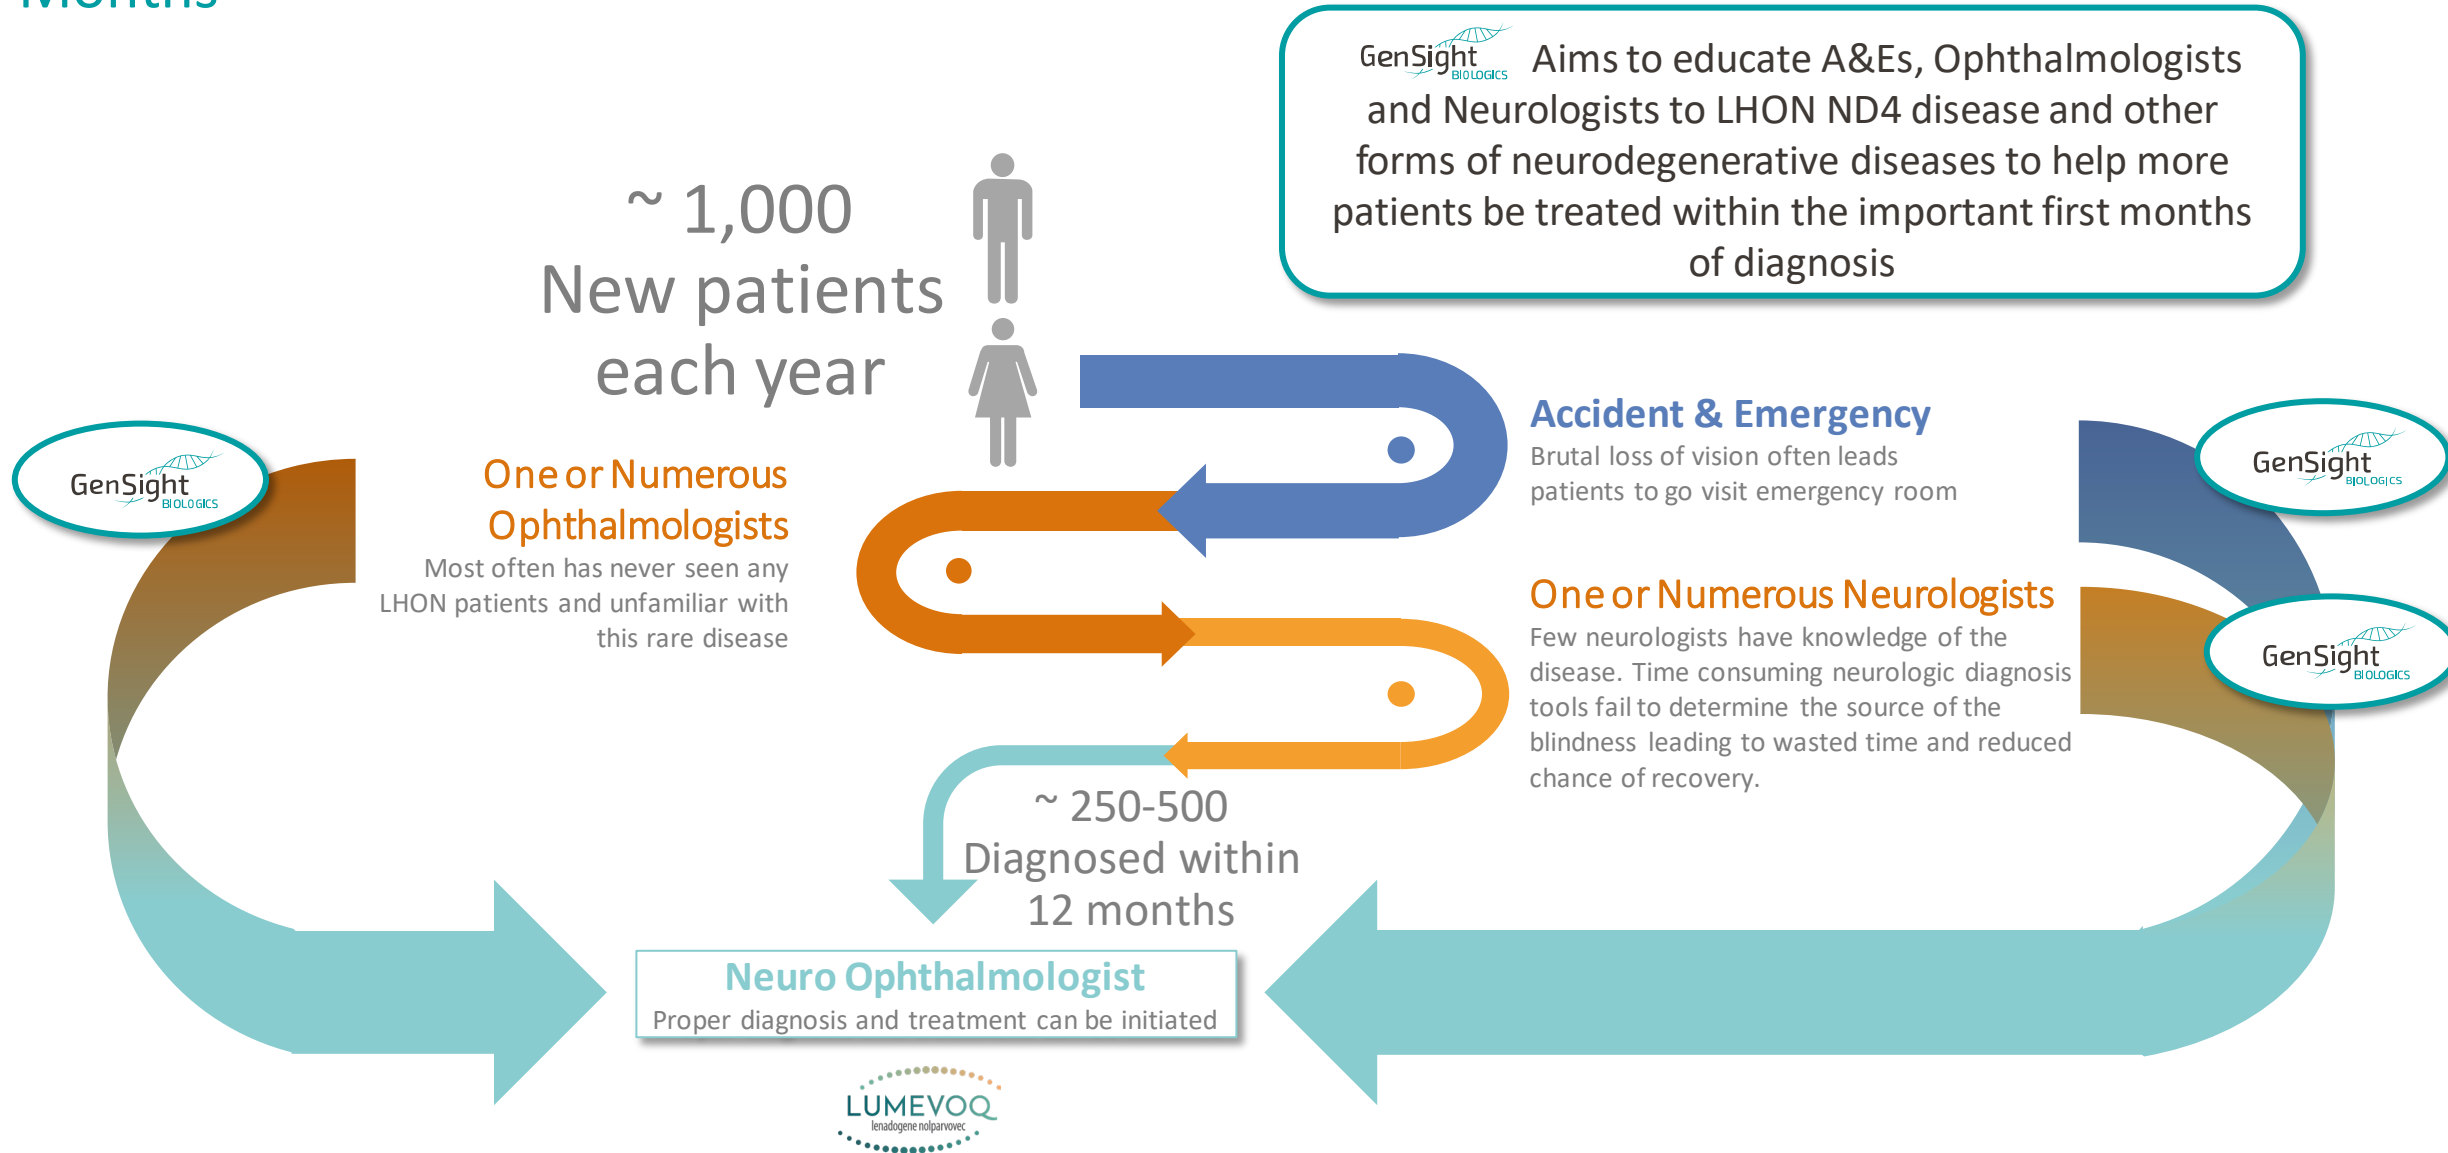 Months
GenSight
BIOLOGICS
Aims to educate A&Es, Ophthalmologists
and Neurologists to LHON ND4 disease and other
forms of neurodegenerative diseases to help more
patients be treated within the important first months
of diagnosis
~ 1,000
New patients
each year
Accident & Emergency
Brutal loss of vision often leads
patients to go visit emergency room
GenSight
BIOLOGICS
GenSight
BIOLOGICS
One or Numerous
Ophthalmologists
Most often has never seen any
LHON patients and unfamiliar with
this rare disease
One or Numerous Neurologists
Few neurologists have knowledge of the
disease. Time consuming neurologic diagnosis
tools fail to determine the source of the
blindness leading to wasted time and reduced
chance of recovery.
GenSight
BIOLOGICS
~ 250-500
Diagnosed within
12 months
Neuro Ophthalmologist
Proper diagnosis and treatment can be initiated
LUMEVOQ
lenadogene nolparvovec